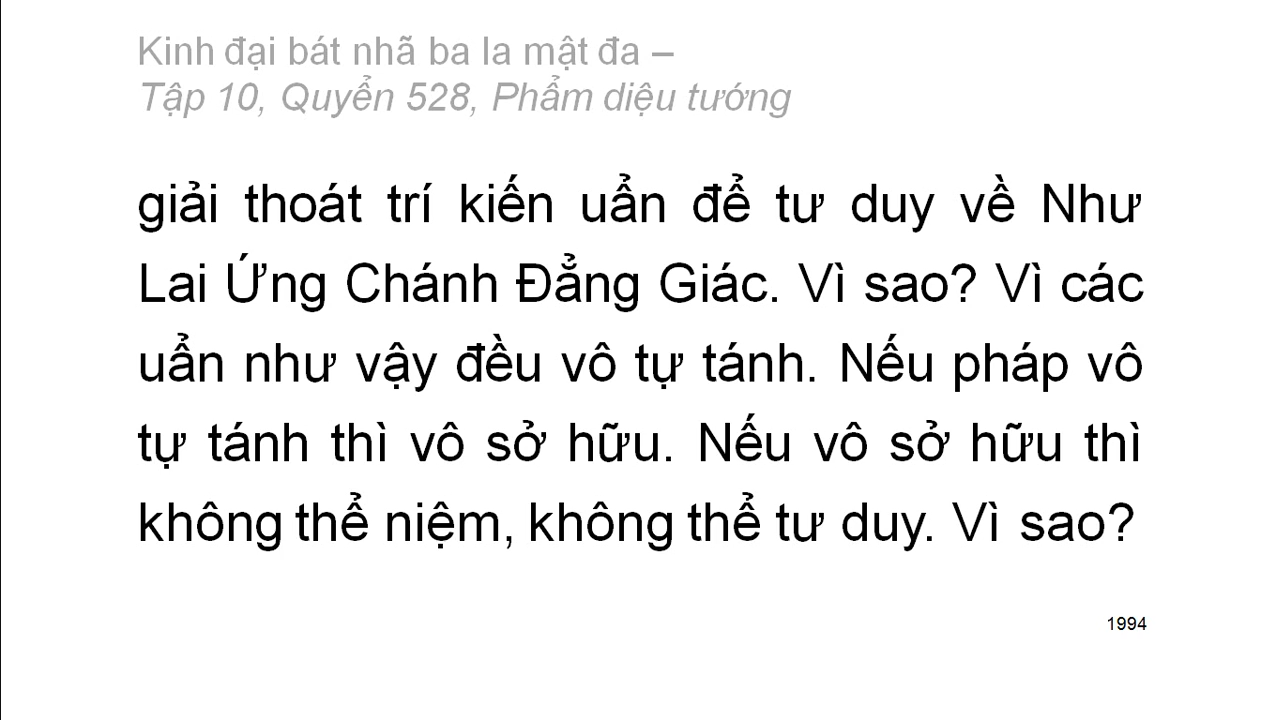 Kinh đại bát nhã ba la mật đa –
Tập 10, Quyển 528, Phẩm diệu tướng
giải thoát trí kiến uẩn để tư duy về Như
Lai Ứng Chánh Đẳng Giác. Vì sao? Vì các
uẩn như vậy đều vô tự tánh. Nếu pháp vô
tự tánh thì vô sở hữu. Nếu vô sở hữu thì
không thể niệm, không thể tư duy. Vì sao?
1994